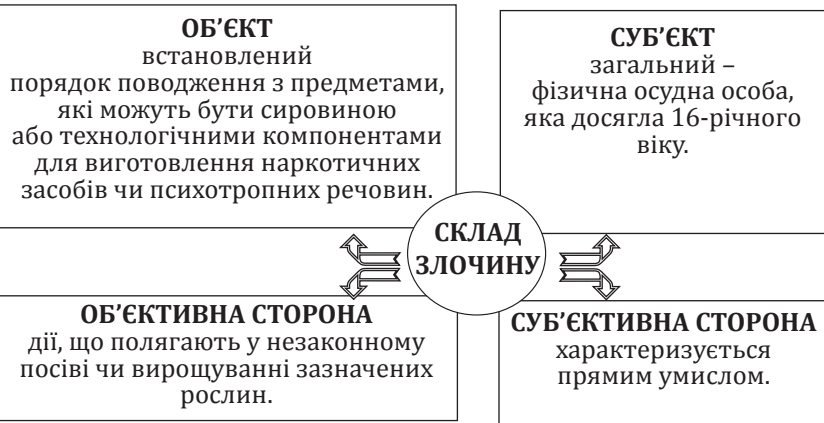 ОБ’ЄКТ
встановлений
порядок поводження з предметами,
які можуть бути сировиною
або технологічними компонентами
для виготовлення наркотичних
засобів чи психотропних речовин.
СУБ’ЄКТ
загальний –
фізична осудна особа,
яка досягла 16-річного
віку.
СКЛАД
ЗЛОЧИНУ
ОБ’ЄКТИВНА СТОРОНА
дії, що полягають у незаконному
посіві чи вирощуванні зазначених
рослин.
СУБ’ЄКТИВНА СТОРОНА
характеризується
прямим умислом.